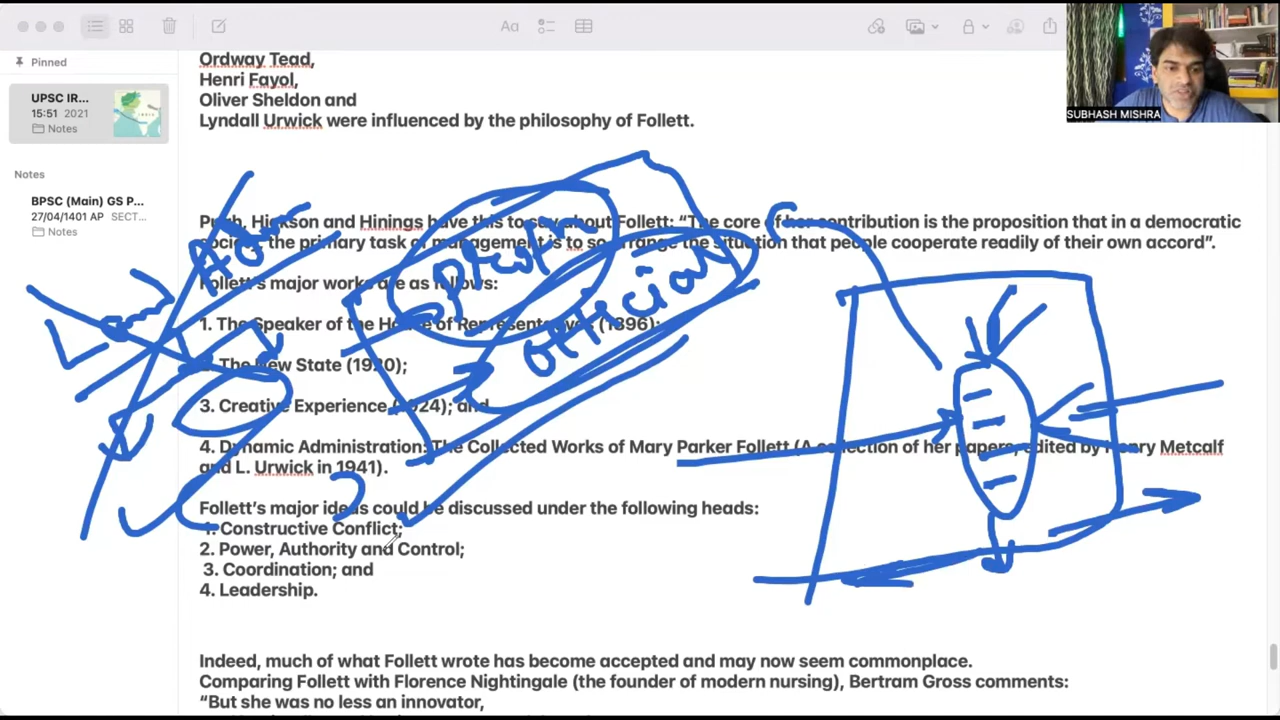 Aa
SUBHASH MISHRA
Pinned
UPSC IR...
15:51 2021
Notes
Notes
BPSC (Main) GS P...
27/04/1401 AP SECT...
Notes
Ordway Tead,
Henri Fayol,
Oliver Sheldon and
Lyndall Urwick were influenced by the philosophy of Follett.
Pugh, Hickson and Hinings have this to say about Follett: “The core of her contribution is the proposition that in a democratic
society the primary task of management is to so arrange the situation that people cooperate readily of their own accord”.
Follett’s major works are as follows:
1. The Speaker of the House of Representatives (1896);
2. The New State (1920);
3. Creative Experience (1924); and
4. Dynamic Administration: The Collected Works of Mary Parker Follett (A collection of her papers, edited by Henry Metcalf
and L. Urwick in 1941).
Follett’s major ideas could be discussed under the following heads:
1. Constructive Conflict;
2. Power, Authority and Control;
3. Coordination; and
4. Leadership.
Indeed, much of what Follett wrote has become accepted and may now seem commonplace.
Comparing Follett with Florence Nightingale (the founder of modern nursing), Bertram Gross comments:
“But she was no less an innovator,
official